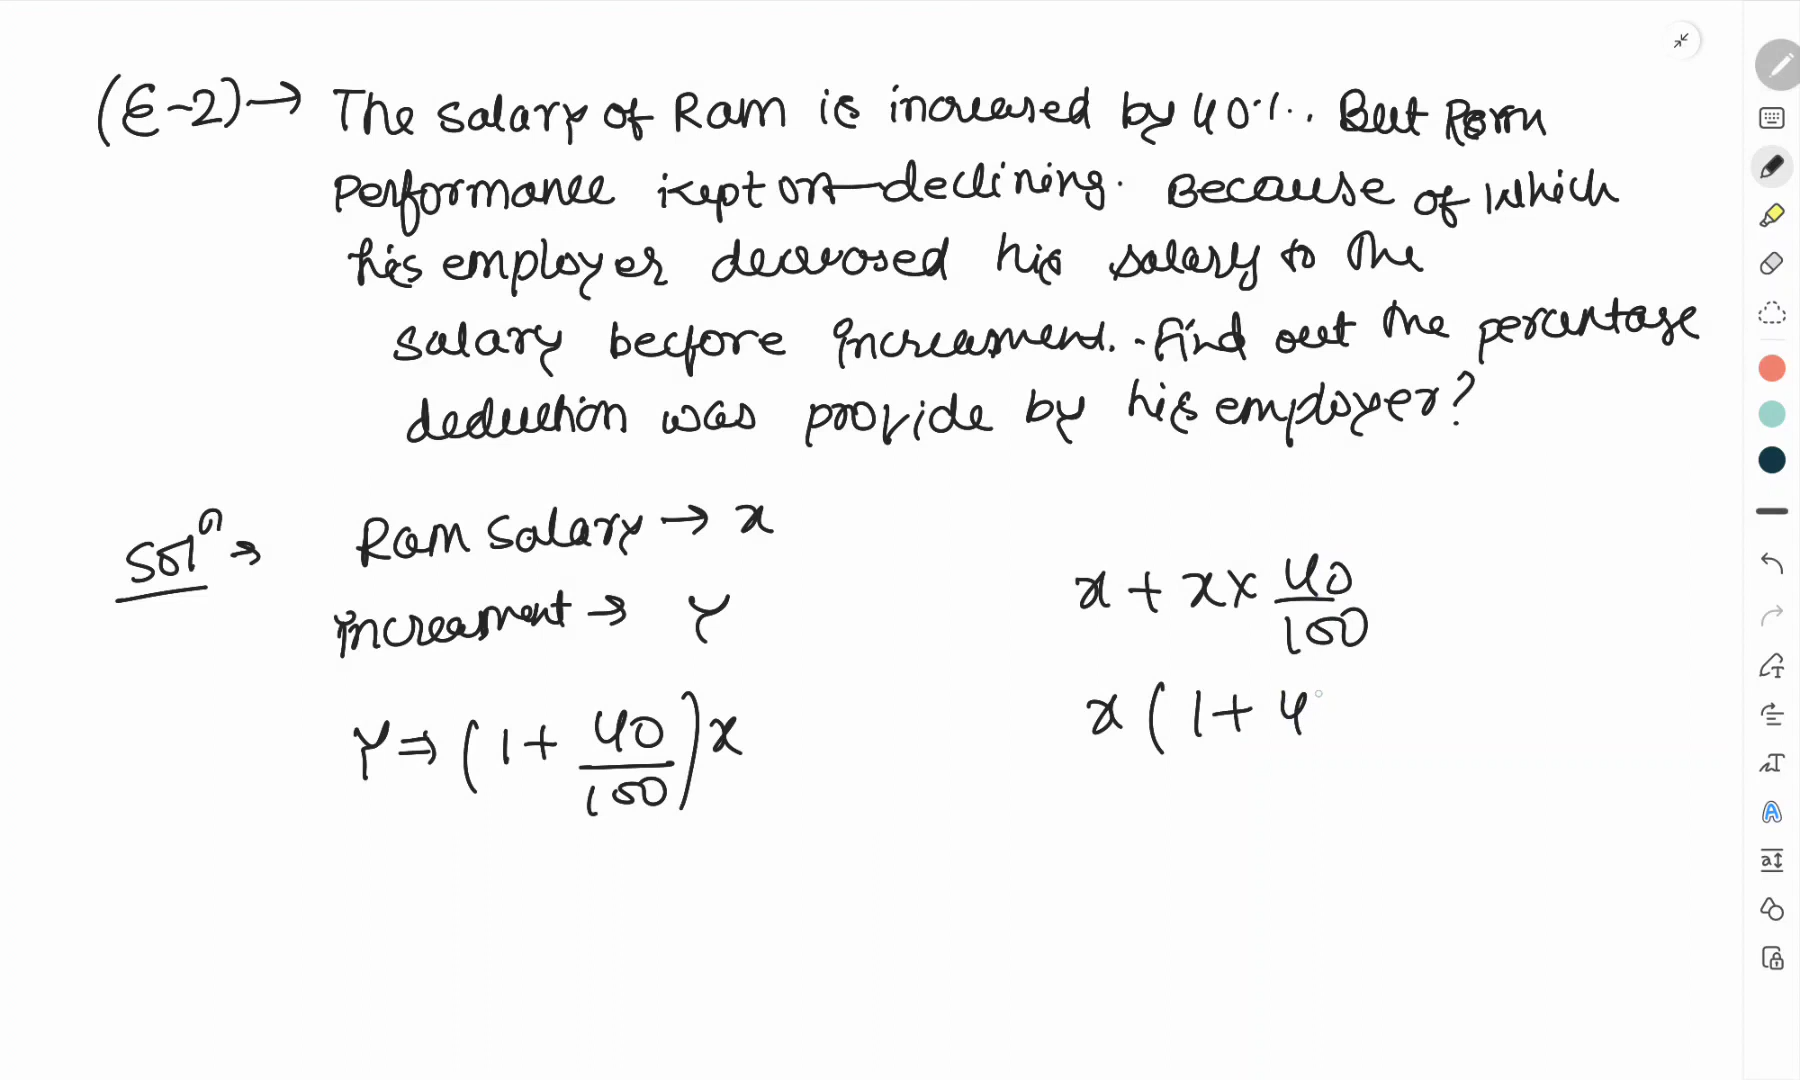 (E-2)→ The salary of Ram is increased by 40%. But Ram
Performance kept on declining. Because of which
his employer decreased his salary to the
salary before increament. Find out the percentage
deduction was provide by his employer?
Solⁿ ⇒ Ram salary → x
increament → Y
Y ⇒ (1 + 40/100) x
x + x × 40/100
x ( 1 + 4